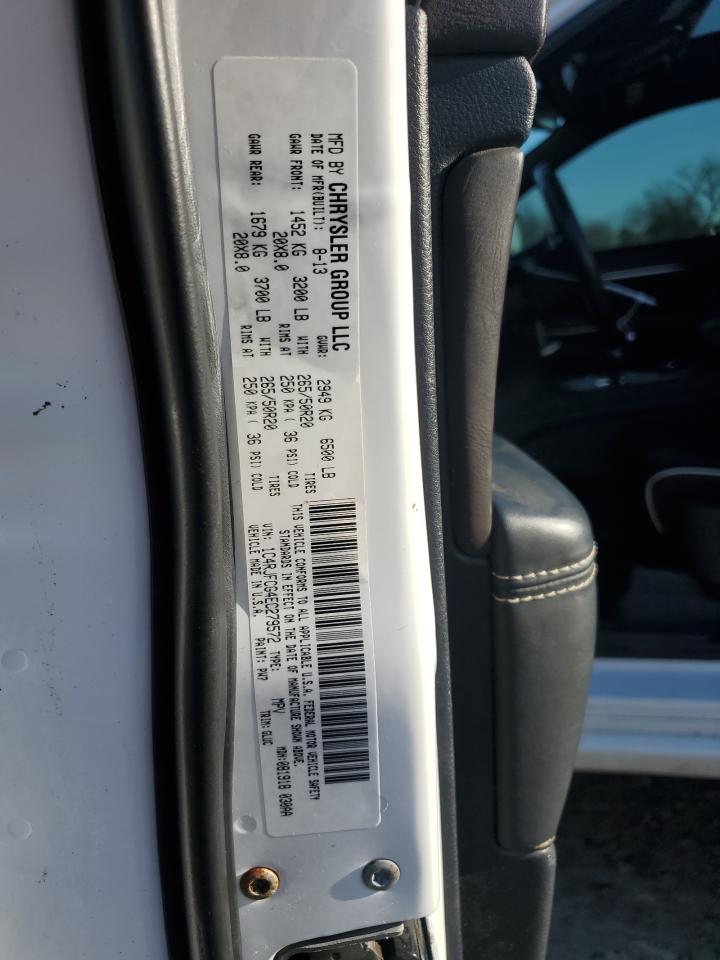 MFD BY CHRYSLER GROUP LLC
DATE OF MFR(BUILT): 8-13 GVWR: 2949 KG 6500 LB
GAWR FRONT: 1452 KG 3200 LB WITH 265/50R20 TIRES
20X8.0 RIMS AT 250 KPA ( 36 PSI) COLD
GAWR REAR: 1679 KG 3700 LB WITH 265/50R20 TIRES
20X8.0 RIMS AT 250 KPA ( 36 PSI) COLD
THIS VEHICLE CONFORMS TO ALL APPLICABLE U.S.A. FEDERAL MOTOR VEHICLE SAFETY
STANDARDS IN EFFECT ON THE DATE OF MANUFACTURE SHOWN ABOVE.
VIN: 1C4RJFCG4EC279572 TYPE: MPV MDH:081918 030AA
VEHICLE MADE IN U.S.A. PAINT: PW7 TRIM: GLUC